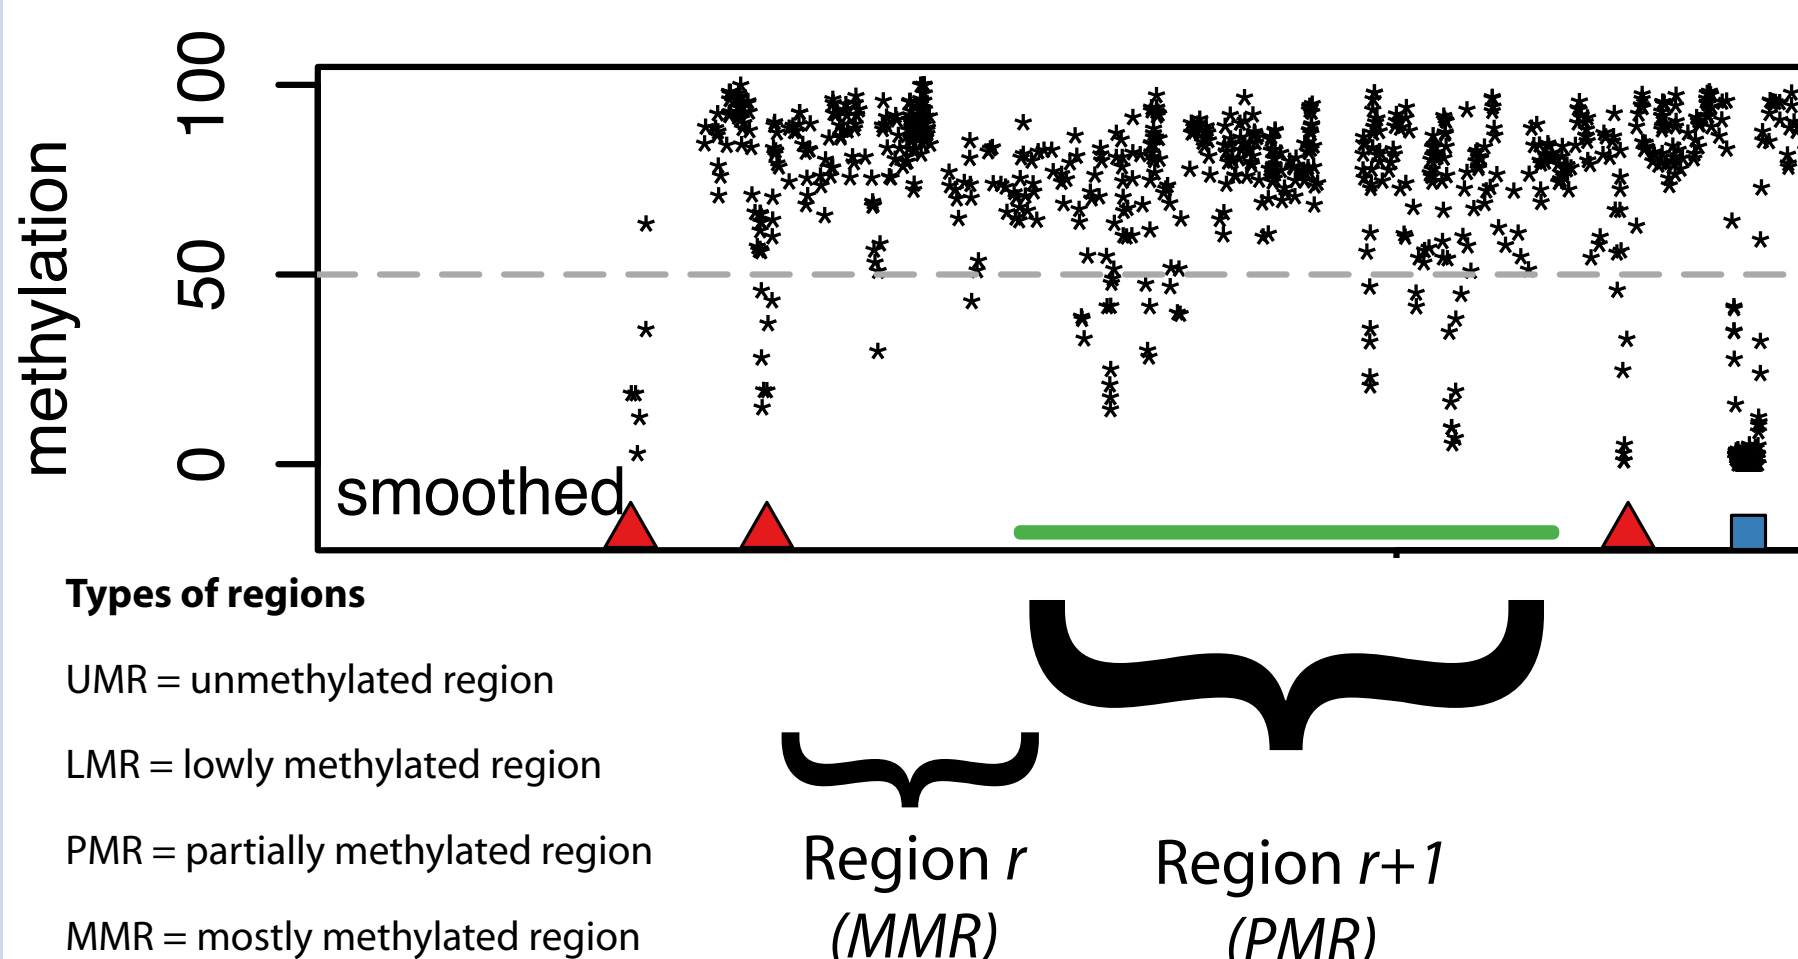 methylation
100
50
0
smoothed
Types of regions
UMR = unmethylated region
LMR = lowly methylated region
PMR = partially methylated region
MMR = mostly methylated region
Region r
(MMR)
Region r+1
(PMR)